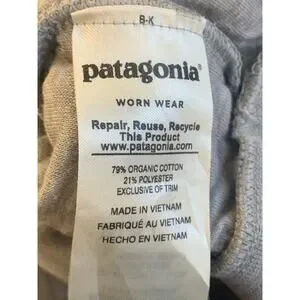 B-K
patagonia®
WORN WEAR
Repair, Reuse, Recycle
This Product
www.patagonia.com
79% ORGANIC COTTON
21% POLYESTER
EXCLUSIVE OF TRIM
MADE IN VIETNAM
FABRIQUÉ AU VIETNAM
HECHO EN VIETNAM